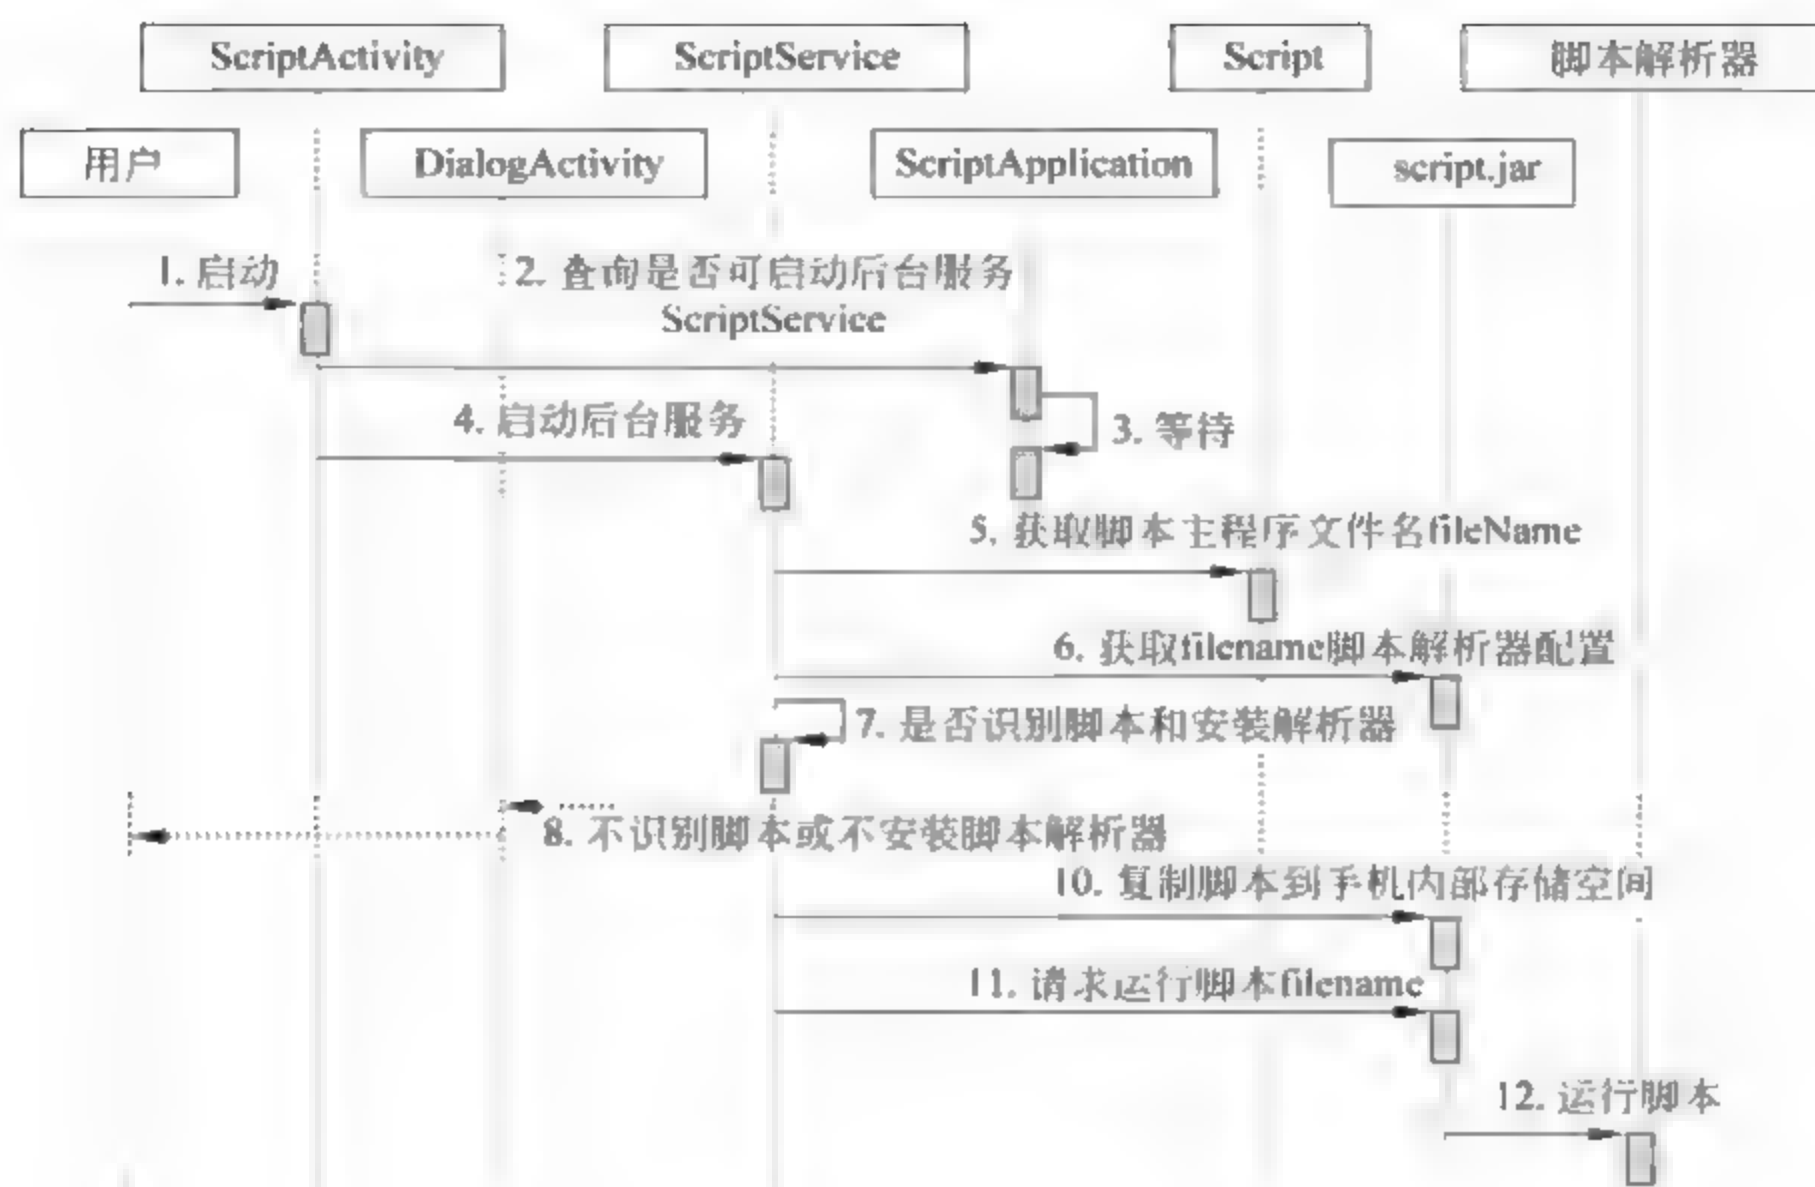 ScriptActivity
ScriptService
Script
脚本解析器
用户
DialogActivity
ScriptApplication
script.jar
1. 启动
2. 查询是否可启动后台服务
ScriptService
4. 启动后台服务
3. 等待
5. 获取脚本主程序文件名fileName
6. 获取filename脚本解析器配置
7. 是否识别脚本和安装解析器
8. 不识别脚本或不安装脚本解析器
10. 复制脚本到手机内部存储空间
11. 请求运行脚本filename
12. 运行脚本